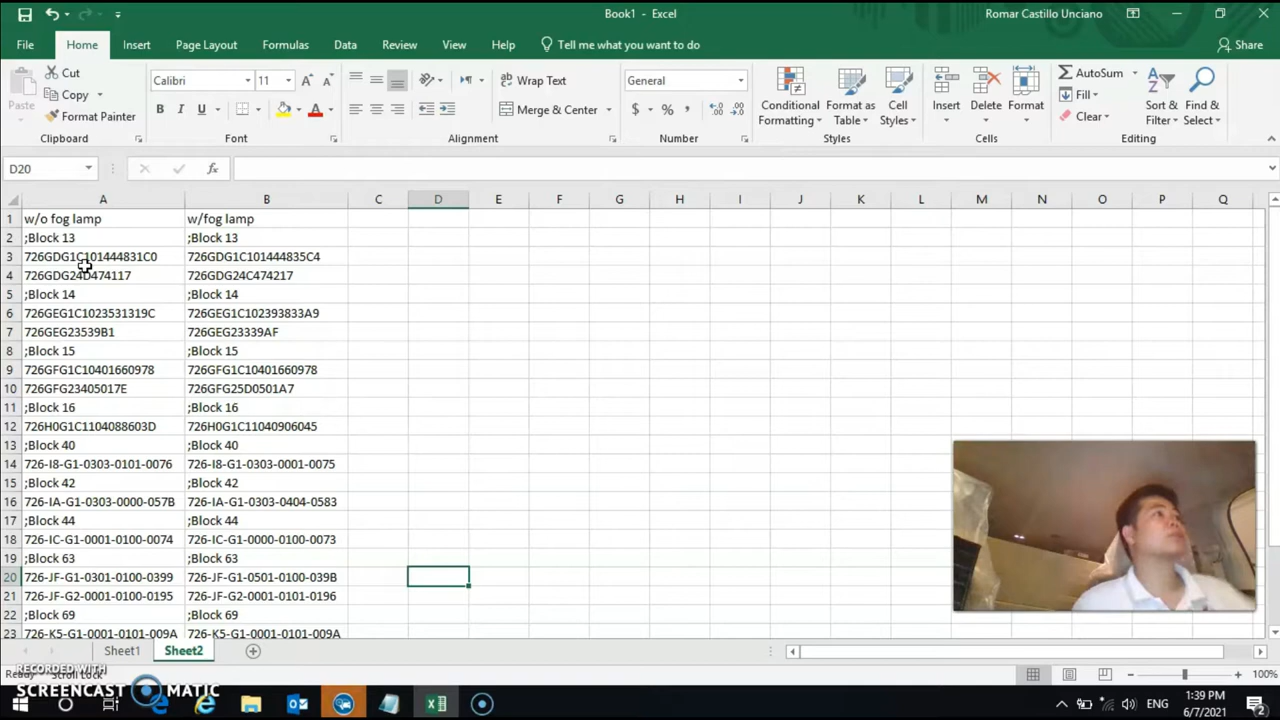 Book1 - Excel
Romar Castillo Unciano
File Home Insert Page Layout Formulas Data Review View Help Tell me what you want to do Share
Paste
Cut
Copy
Format Painter
Clipboard
Calibri 11
B I U
Font
Wrap Text
Merge & Center
Alignment
General
$ % ,
Number
Conditional Formatting
Format as Table
Cell Styles
Styles
Insert
Delete
Format
Cells
AutoSum
Fill
Clear
Sort & Filter
Find & Select
Editing
D20
fx
A B C D E F G H I J K L M N O P Q
1 w/o fog lamp w/fog lamp
2 ;Block 13 ;Block 13
3 726GDG1C101444831C0 726GDG1C101444835C4
4 726GDG24D474117 726GDG24C474217
5 ;Block 14 ;Block 14
6 726GEG1C1023531319C 726GEG1C102393833A9
7 726GEG23539B1 726GEG23339AF
8 ;Block 15 ;Block 15
9 726GFG1C10401660978 726GFG1C10401660978
10 726GFG23405017E 726GFG25D0501A7
11 ;Block 16 ;Block 16
12 726H0G1C1104088603D 726H0G1C11040906045
13 ;Block 40 ;Block 40
14 726-I8-G1-0303-0101-0076 726-I8-G1-0303-0001-0075
15 ;Block 42 ;Block 42
16 726-IA-G1-0303-0000-057B 726-IA-G1-0303-0404-0583
17 ;Block 44 ;Block 44
18 726-IC-G1-0001-0100-0074 726-IC-G1-0000-0100-0073
19 ;Block 63 ;Block 63
20 726-JF-G1-0301-0100-0399 726-JF-G1-0501-0100-039B
21 726-JF-G2-0001-0100-0195 726-JF-G2-0001-0101-0196
22 ;Block 69 ;Block 69
23 726-K5-G1-0001-0101-009A 726-K5-G1-0001-0101-009A
Sheet1 Sheet2
RECORDED WITH
SCREENCAST MATIC
Ready Scroll Lock
100%
ENG
1:39 PM
6/7/2021
2